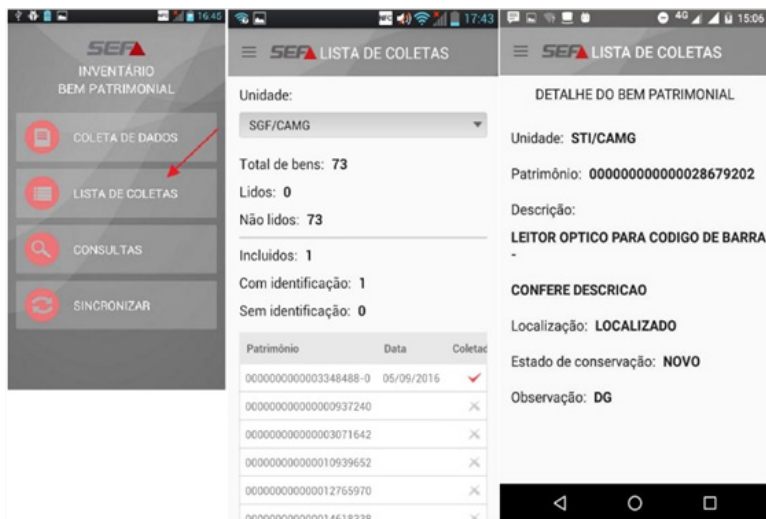 16:45
SEFA
INVENTÁRIO
BEM PATRIMONIAL
COLETA DE DADOS
LISTA DE COLETAS
CONSULTAS
SINCRONIZAR
17:43
SEFA LISTA DE COLETAS
Unidade:
SGF/CAMG
Total de bens: 73
Lidos: 0
Não lidos: 73
Incluidos: 1
Com identificação: 1
Sem identificação: 0
Patrimônio Data Coletad
0000000000003348488-0 05/09/2016
000000000000000937240
000000000000003071642
000000000000010939652
000000000000012765970
000000000000014618338
4G 15:06
SEFA LISTA DE COLETAS
DETALHE DO BEM PATRIMONIAL
Unidade: STI/CAMG
Patrimônio: 000000000000028679202
Descrição:
LEITOR OPTICO PARA CODIGO DE BARRA
-
CONFERE DESCRICAO
Localização: LOCALIZADO
Estado de conservação: NOVO
Observação: DG